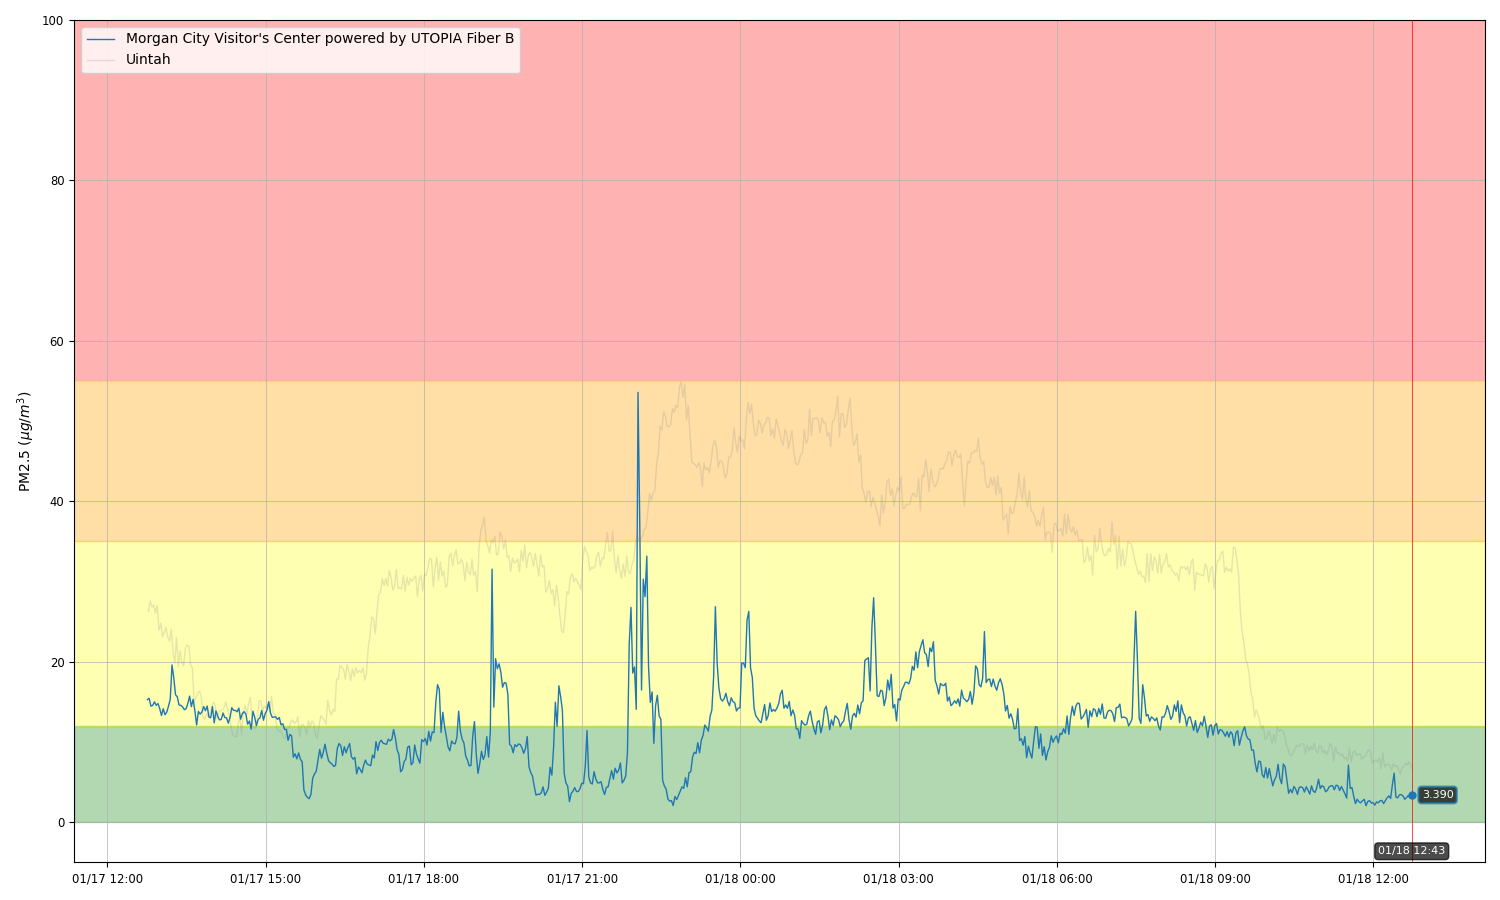 100
Morgan City Visitor's Center powered by UTOPIA Fiber B
Uintah
80
60
PM2.5 (μg/m³)
40
20
3.390
0
01/18 12:43
01/17 12:00 01/17 15:00 01/17 18:00 01/17 21:00 01/18 00:00 01/18 03:00 01/18 06:00 01/18 09:00 01/18 12:00